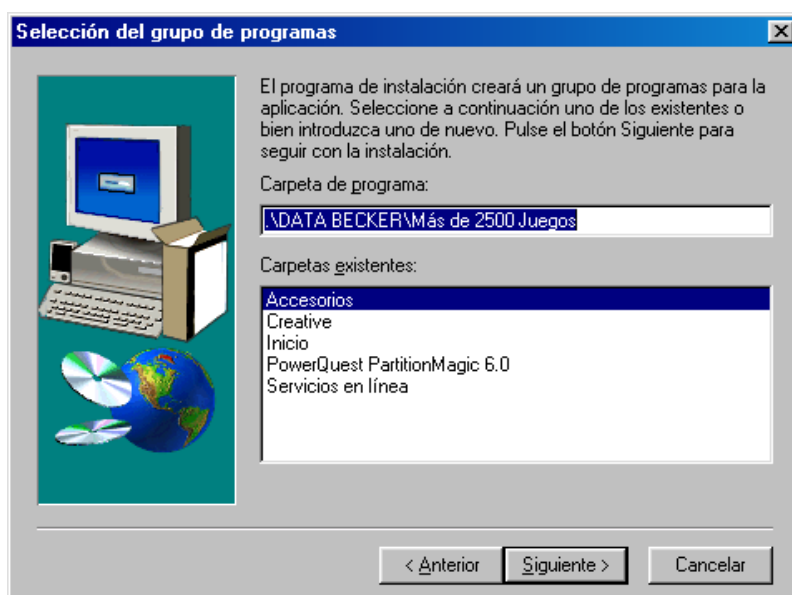 Selección del grupo de programas
El programa de instalación creará un grupo de programas para la
aplicación. Seleccione a continuación uno de los existentes o
bien introduzca uno de nuevo. Pulse el botón Siguiente para
seguir con la instalación.
Carpeta de programa:
.\DATA BECKER\Más de 2500 Juegos
Carpetas existentes:
Accesorios
Creative
Inicio
PowerQuest PartitionMagic 6.0
Servicios en línea
< Anterior Siguiente > Cancelar